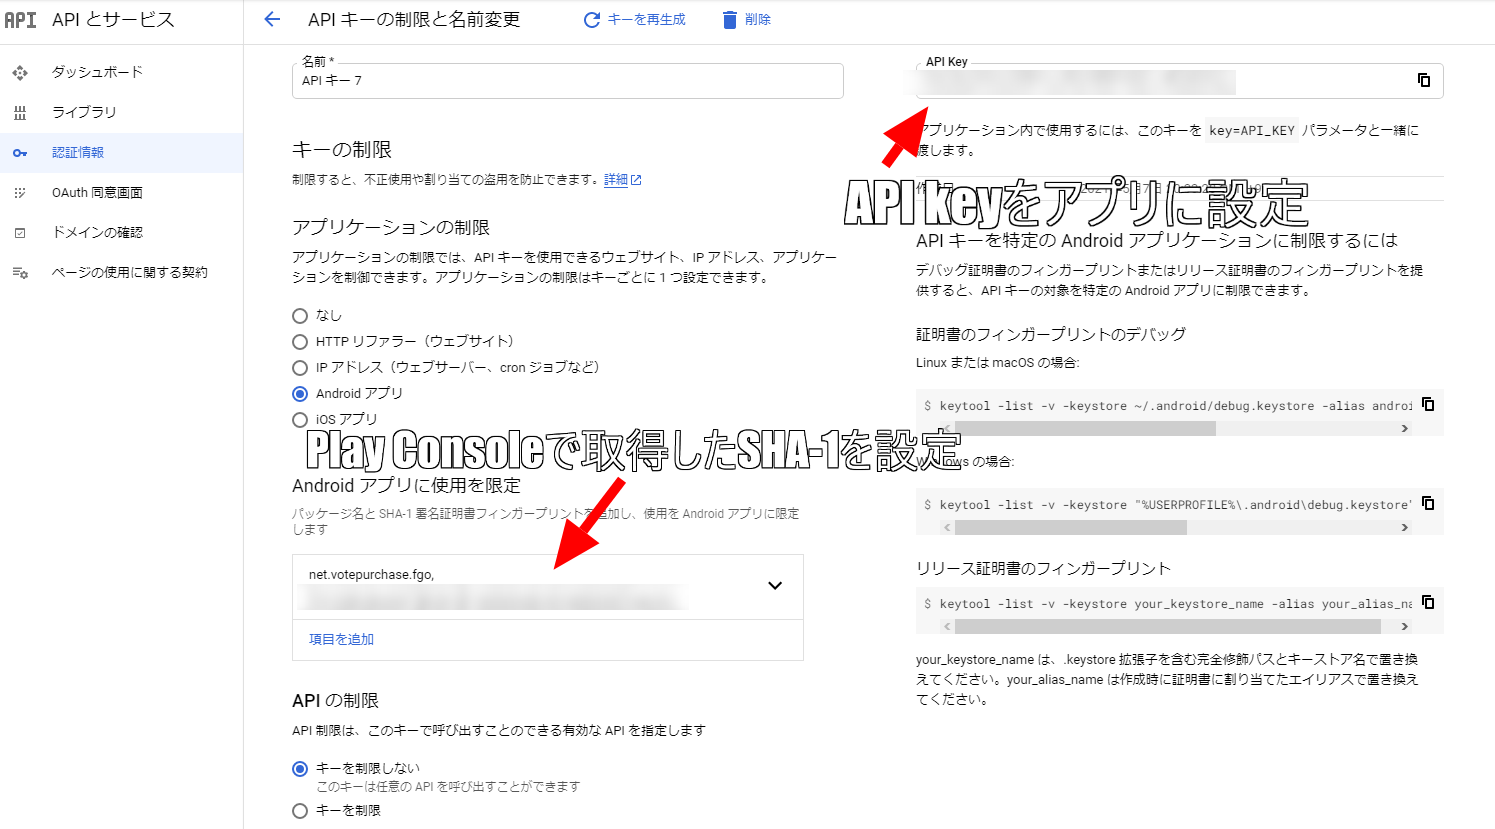 API API とサービス
API キーの制限と名前変更
キーを再生成
削除
ダッシュボード
ライブラリ
認証情報
OAuth 同意画面
ドメインの確認
ページの使用に関する契約
名前 *
API キー 7
キーの制限
制限すると、不正使用や割り当ての盗用を防止できます。詳細
アプリケーションの制限
アプリケーションの制限では、API キーを使用できるウェブサイト、IP アドレス、アプリケー
ションを制御できます。アプリケーションの制限はキーごとに 1 つ設定できます。
なし
HTTP リファラー（ウェブサイト）
IP アドレス（ウェブサーバー、cron ジョブなど）
Android アプリ
iOS アプリ
Play Consoleで取得したSHA-1を設定
Android アプリに使用を限定
パッケージ名と SHA-1 署名証明書フィンガープリントを追加し、使用を Android アプリに限定
します
net.votepurchase.fgo,
項目を追加
API の制限
API 制限は、このキーで呼び出すことのできる有効な API を指定します
キーを制限しない
このキーは任意の API を呼び出すことができます
キーを制限
API Key
アプリケーション内で使用するには、このキーを key=API_KEY パラメータと一緒に
渡します。
API keyをアプリに設定
API キーを特定の Android アプリケーションに制限するには
デバッグ証明書のフィンガープリントまたはリリース証明書のフィンガープリントを提
供すると、API キーの対象を特定の Android アプリに制限できます。
証明書のフィンガープリントのデバッグ
Linux または macOS の場合:
$ keytool -list -v -keystore ~/.android/debug.keystore -alias androi
Windows の場合:
$ keytool -list -v -keystore "%USERPROFILE%\.android\debug.keystore"
リリース証明書のフィンガープリント
$ keytool -list -v -keystore your_keystore_name -alias your_alias_na
your_keystore_name は、.keystore 拡張子を含む完全修飾パスとキーストア名で置き換
えてください。your_alias_name は作成時に証明書に割り当てたエイリアスで置き換え
てください。